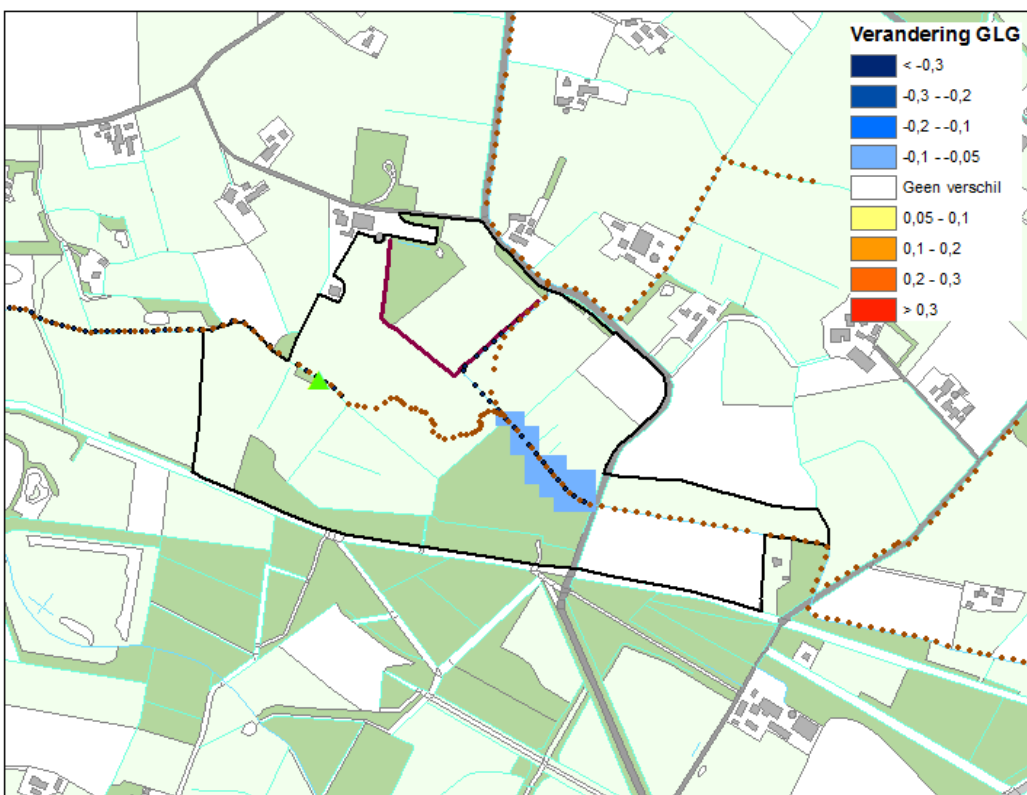 Verandering GLG
< -0,3
-0,3 - -0,2
-0,2 - -0,1
-0,1 - -0,05
Geen verschil
0,05 - 0,1
0,1 - 0,2
0,2 - 0,3
> 0,3